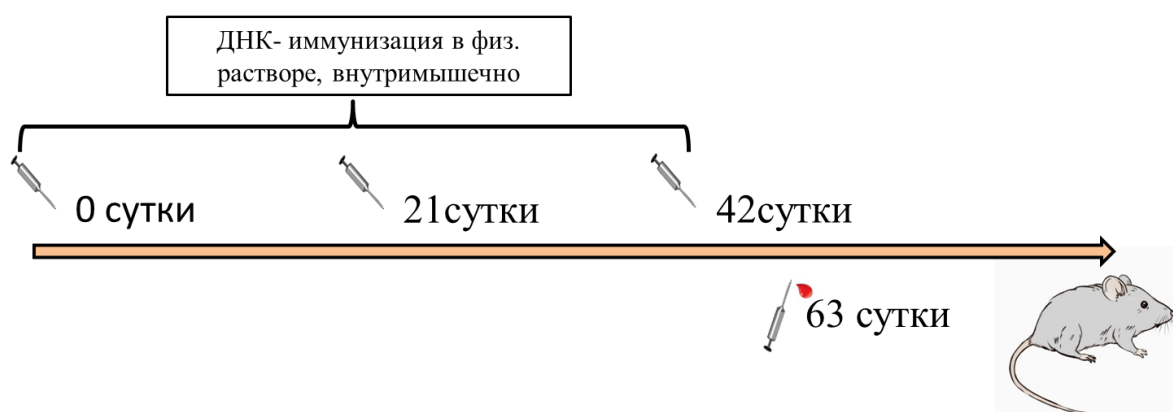 ДНК- иммунизация в физ.
растворе, внутримышечно
0 сутки
21сутки
42сутки
63 сутки